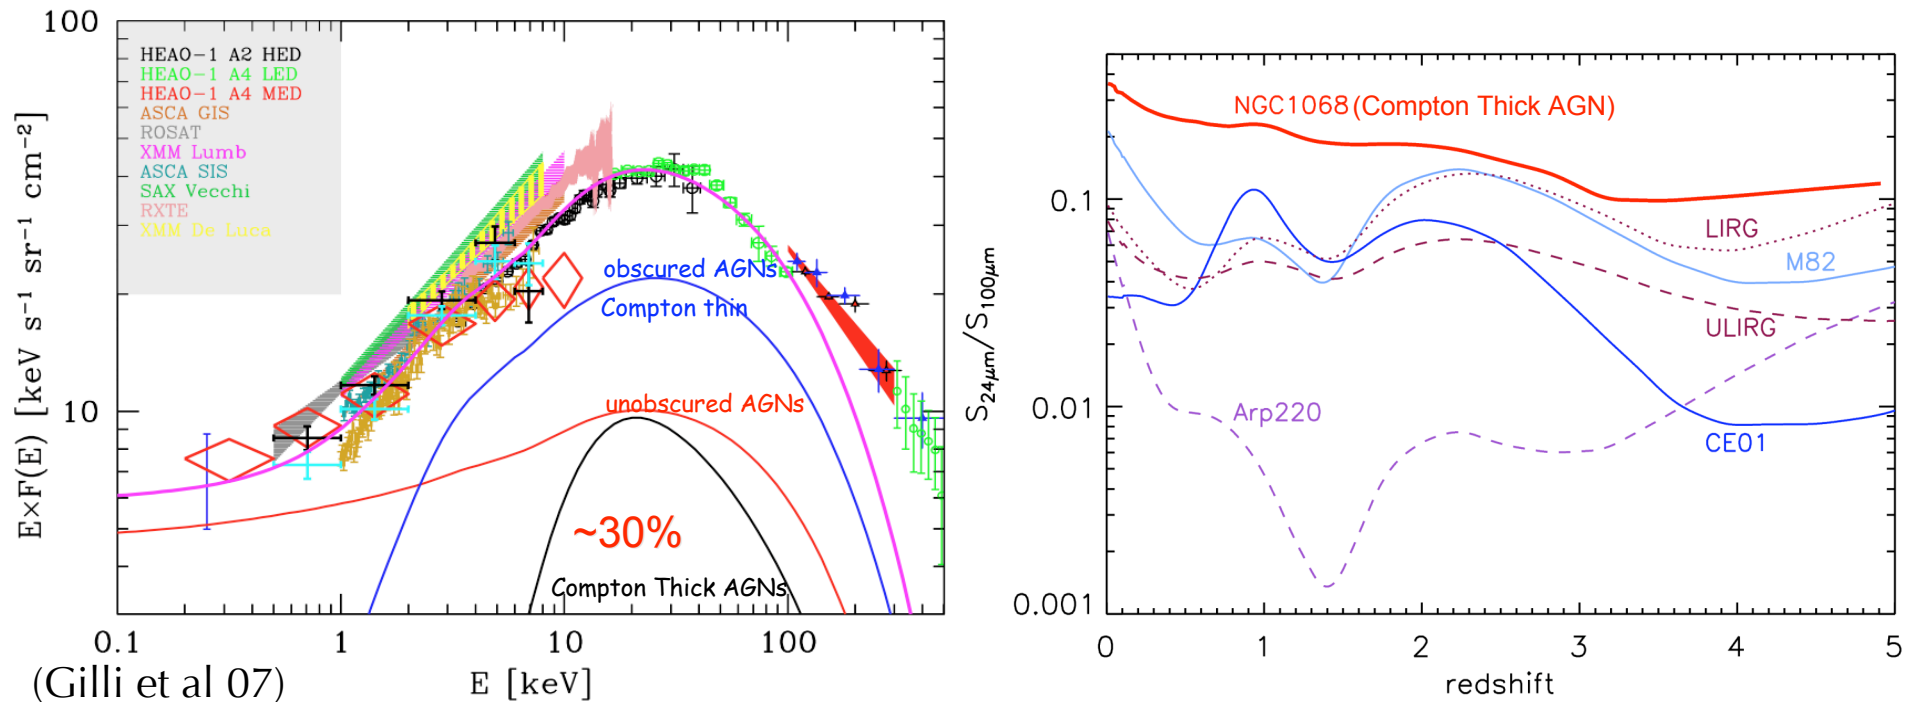 100
HEAO-1 A2 HED
HEAO-1 A4 LED
HEAO-1 A4 MED
ASCA GIS
ROSAT
XMM Lumb
ASCA SIS
SAX Vecchi
RXTE
XMM De Luca
E×F(E) [keV s⁻¹ sr⁻¹ cm⁻²]
obscured AGNs
Compton thin
10
unobscured AGNs
~30%
Compton Thick AGNs
0.1 1 10 100
E [keV]
(Gilli et al 07)
NGC1068 (Compton Thick AGN)
0.1
LIRG
M82
S24μm/S100μm
ULIRG
0.01
Arp220
CE01
0.001
0 1 2 3 4 5
redshift